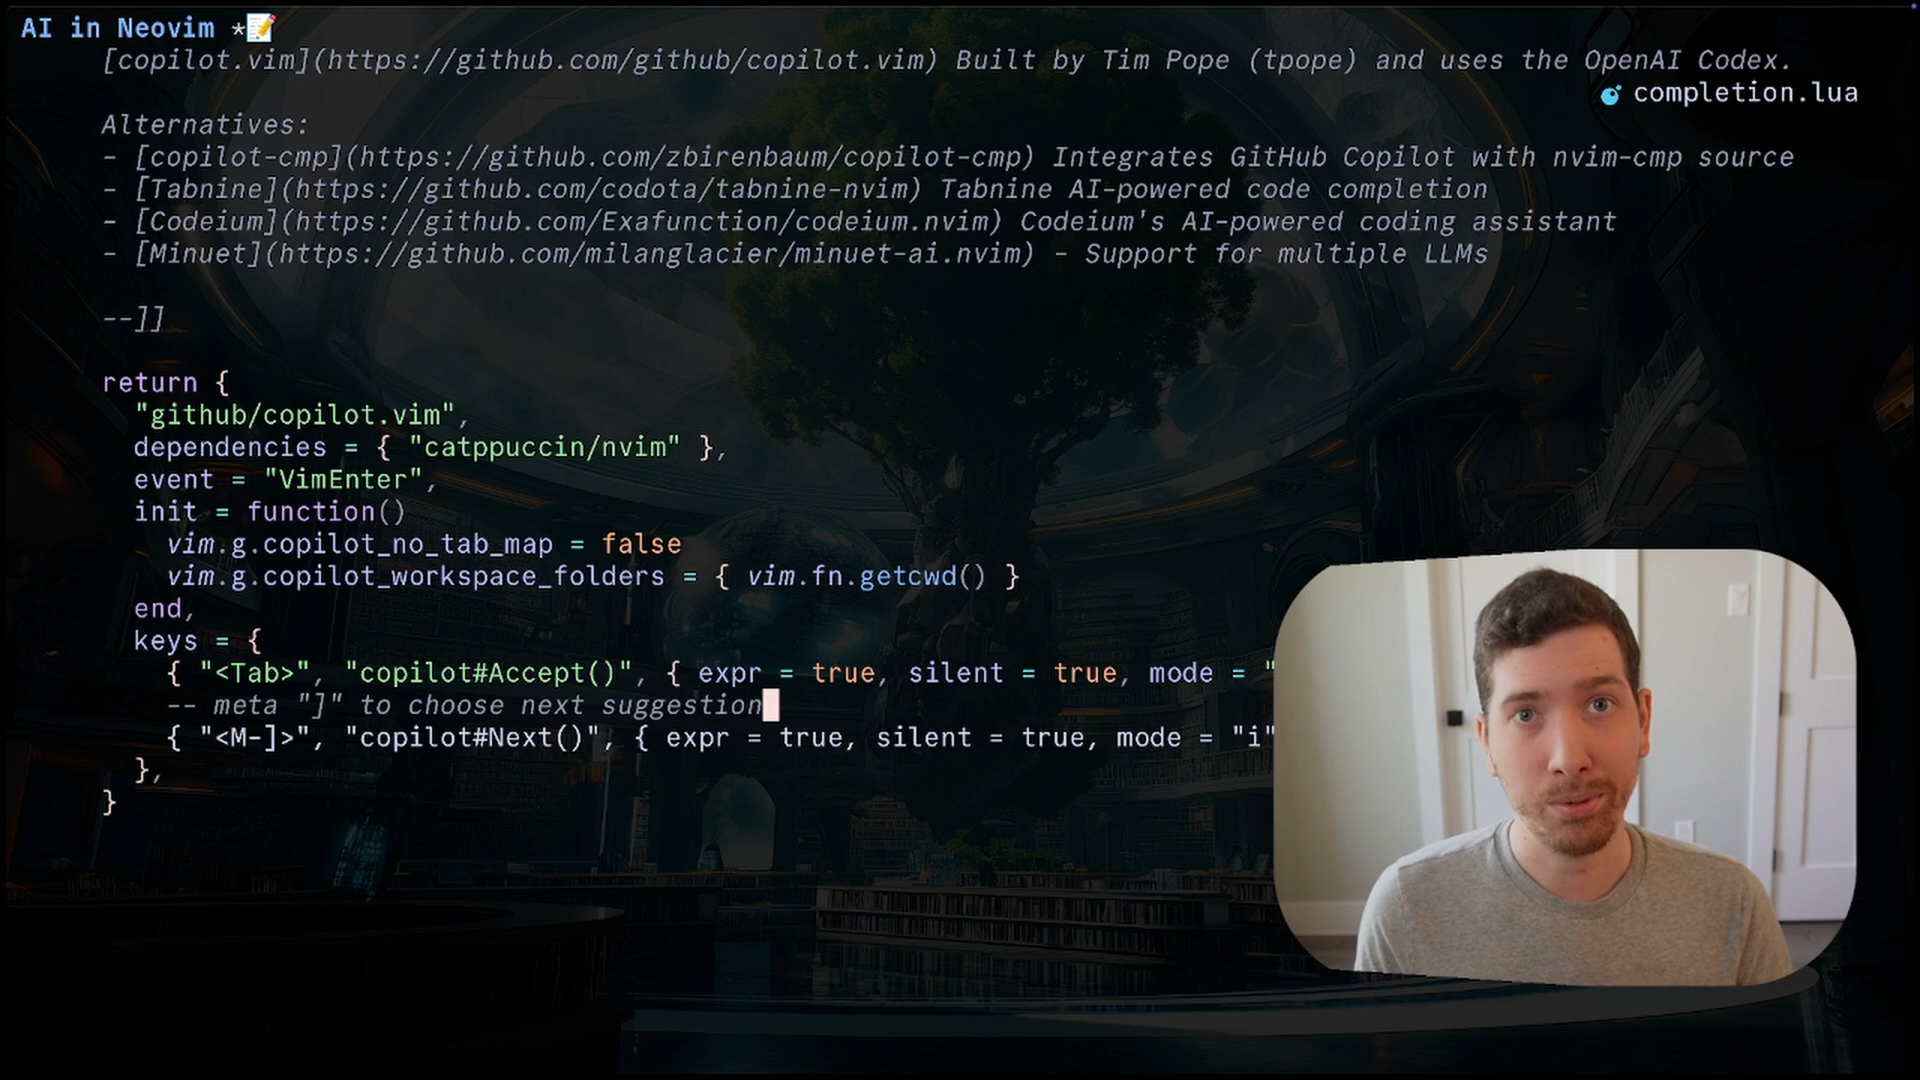 AI in Neovim *📝
[copilot.vim](https://github.com/github/copilot.vim) Built by Tim Pope (tpope) and uses the OpenAI Codex.
completion.lua
Alternatives:
- [copilot-cmp](https://github.com/zbirenbaum/copilot-cmp) Integrates GitHub Copilot with nvim-cmp source
- [Tabnine](https://github.com/codota/tabnine-nvim) Tabnine AI-powered code completion
- [Codeium](https://github.com/Exafunction/codeium.nvim) Codeium's AI-powered coding assistant
- [Minuet](https://github.com/milanglacier/minuet-ai.nvim) - Support for multiple LLMs
--]]
return {
"github/copilot.vim",
dependencies = { "catppuccin/nvim" },
event = "VimEnter",
init = function()
vim.g.copilot_no_tab_map = false
vim.g.copilot_workspace_folders = { vim.fn.getcwd() }
end,
keys = {
{ "<Tab>", "copilot#Accept()", { expr = true, silent = true, mode = "
-- meta "]" to choose next suggestion
{ "<M-]>", "copilot#Next()", { expr = true, silent = true, mode = "i"
},
}